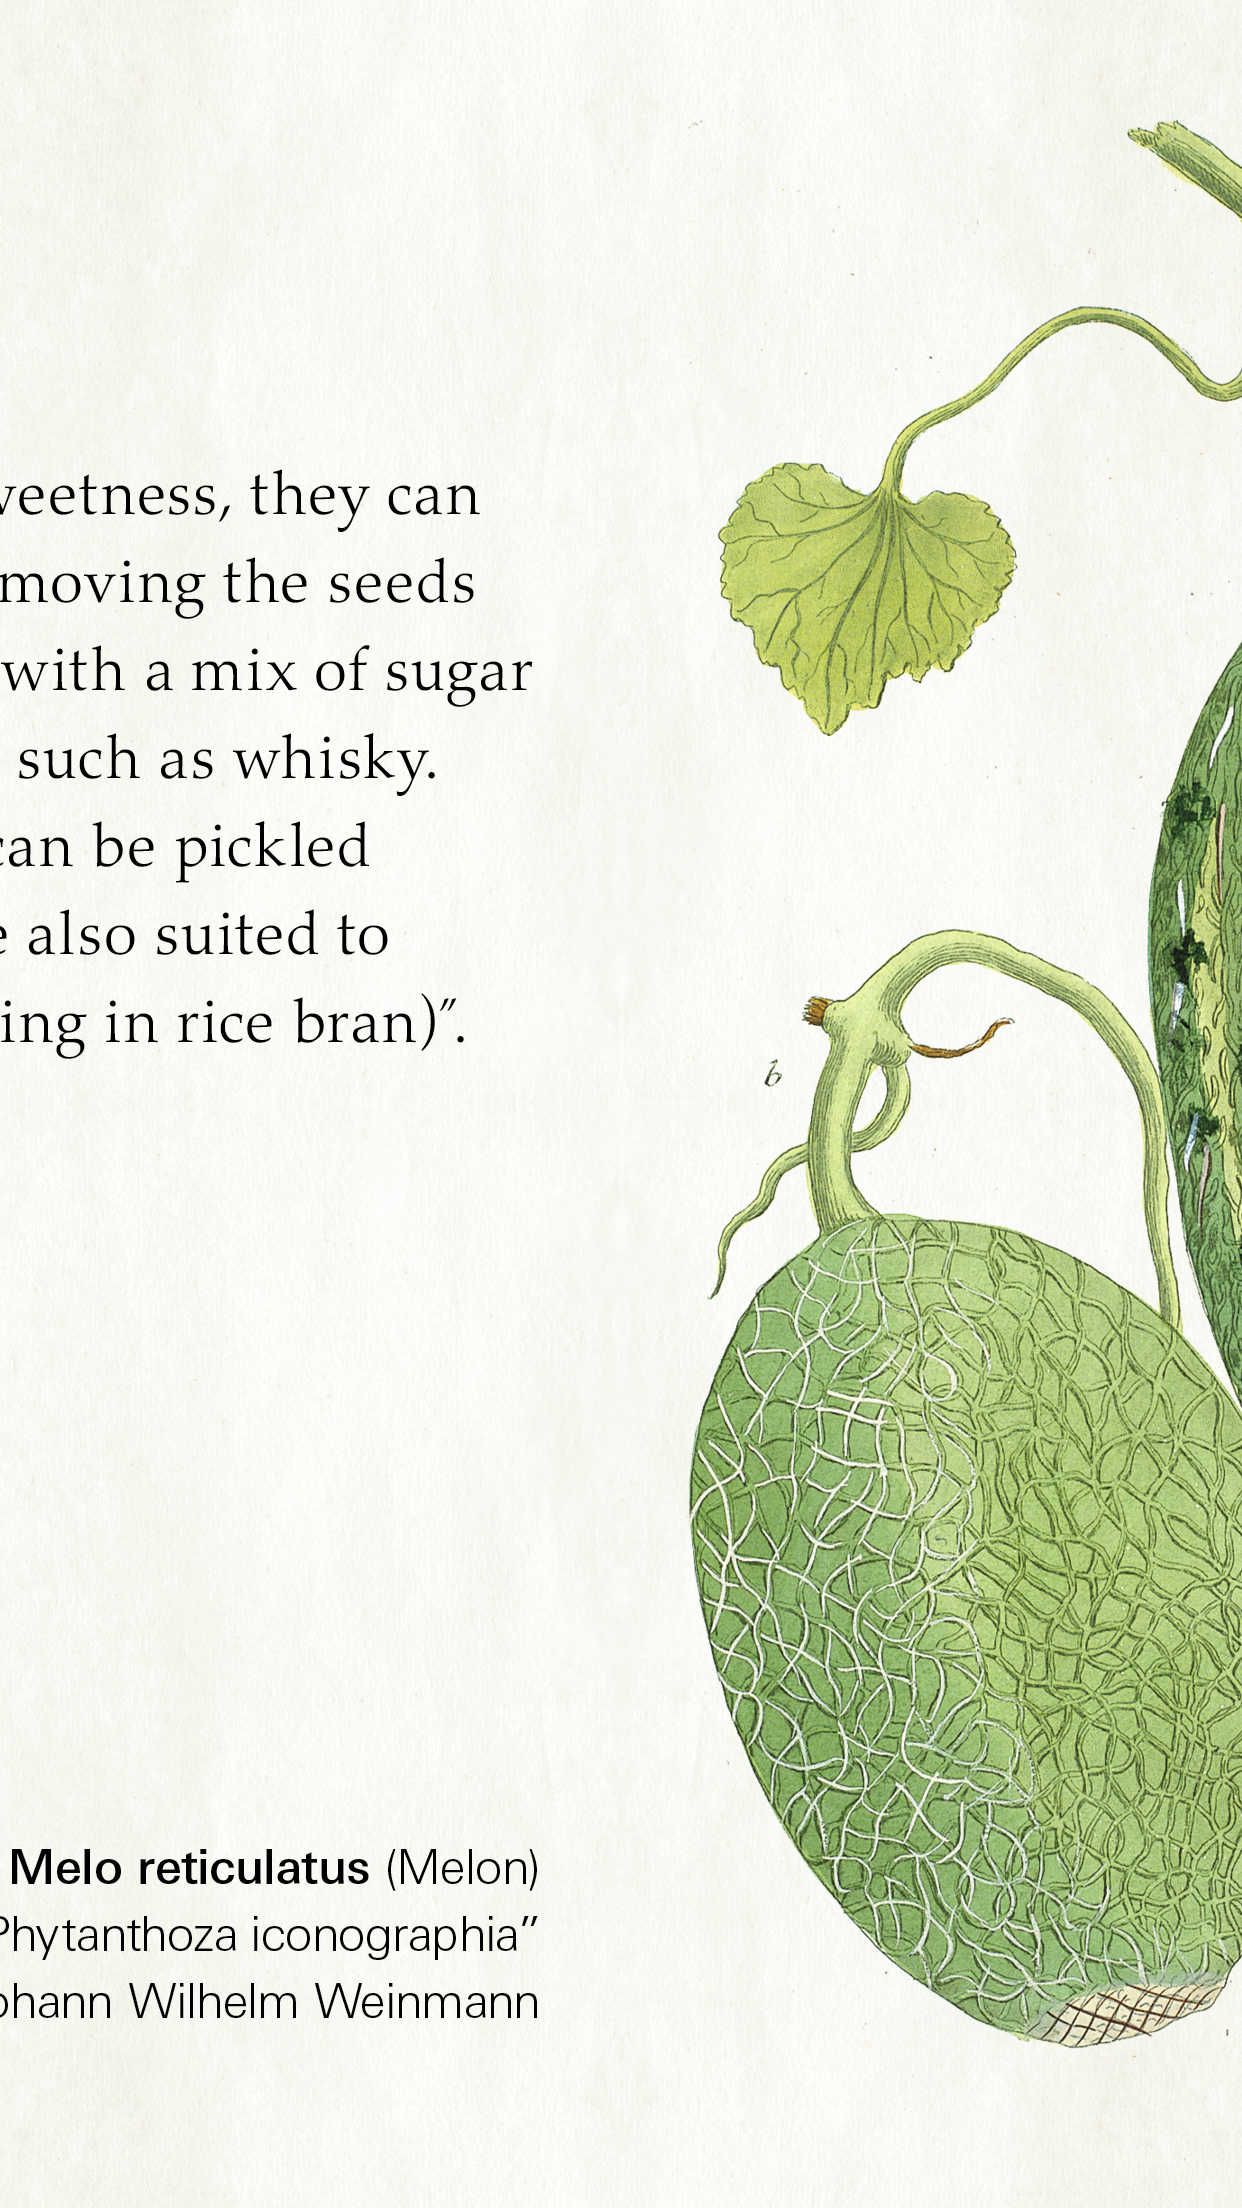 weetness, they can
moving the seeds
with a mix of sugar
such as whisky.
can be pickled
e also suited to
ing in rice bran)”.
b
Melo reticulatus (Melon)
Phytanthoza iconographia”
ohann Wilhelm Weinmann